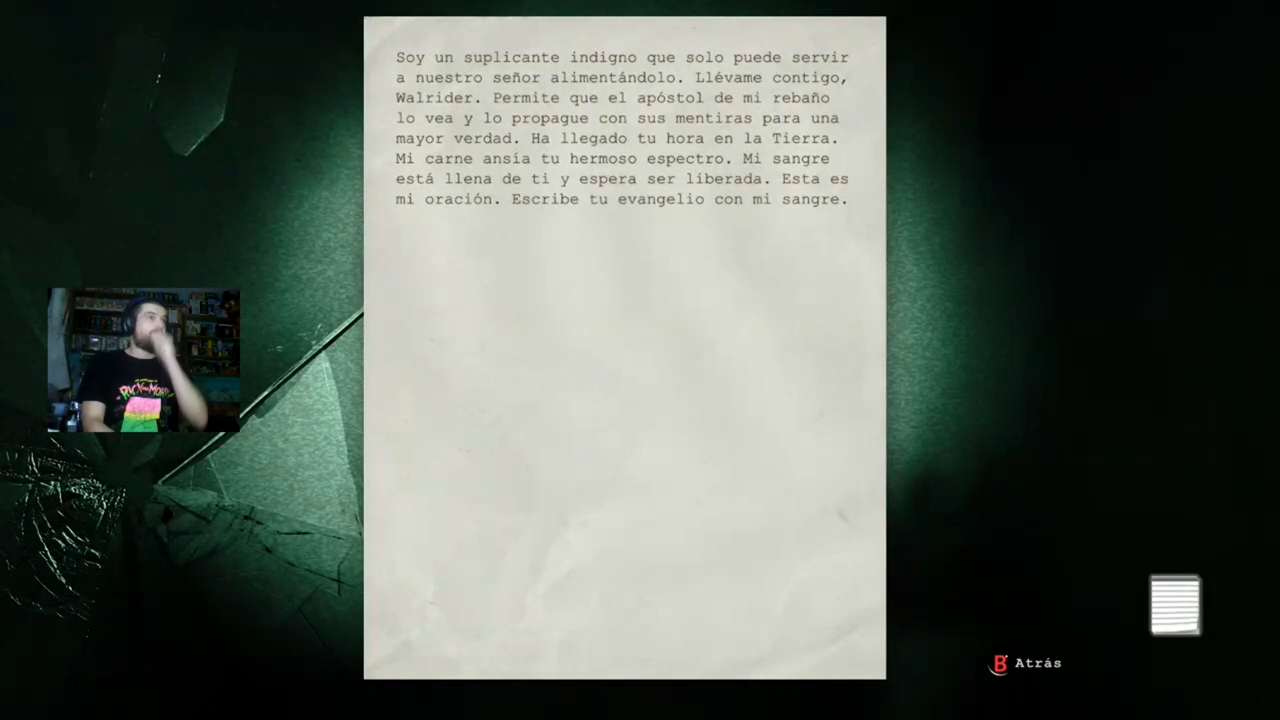 Soy un suplicante indigno que solo puede servir
a nuestro señor alimentándolo. Llévame contigo,
Walrider. Permite que el apóstol de mi rebaño
lo vea y lo propague con sus mentiras para una
mayor verdad. Ha llegado tu hora en la Tierra.
Mi carne ansía tu hermoso espectro. Mi sangre
está llena de ti y espera ser liberada. Esta es
mi oración. Escribe tu evangelio con mi sangre.
B Atrás